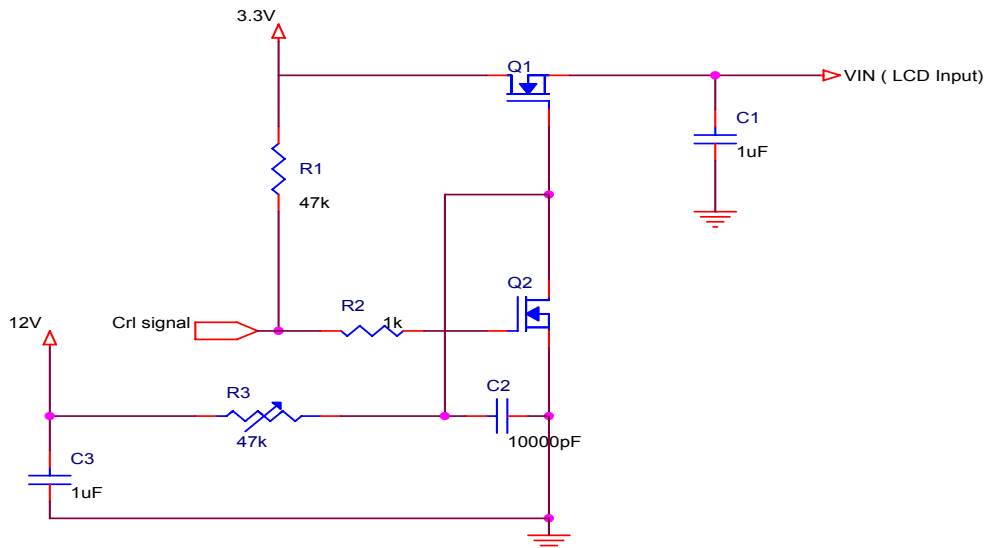 3.3V
Q1
VIN ( LCD Input)
C1
1uF
R1
47k
Q2
R2
1k
Crl signal
12V
R3
47k
C2
10000pF
C3
1uF